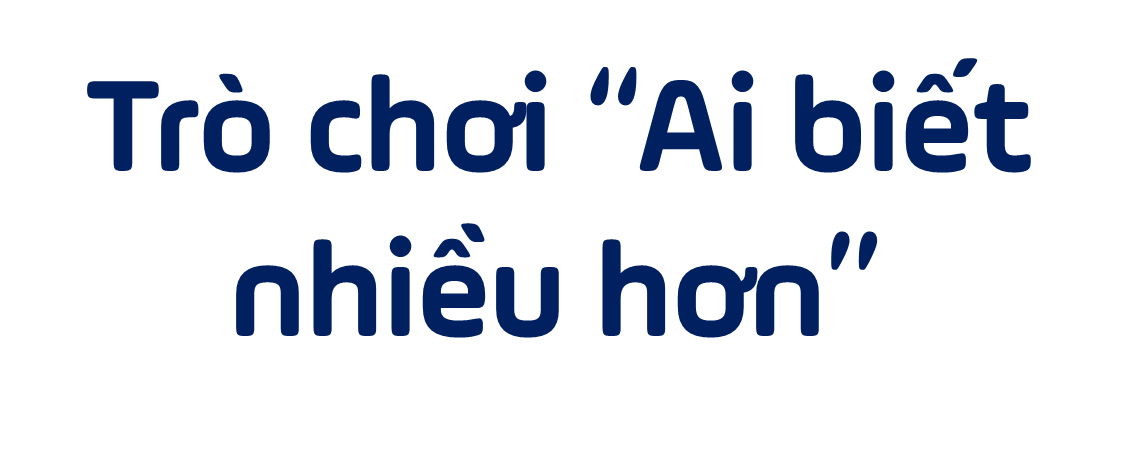 Trò chơi “Ai biết
nhiều hơn”